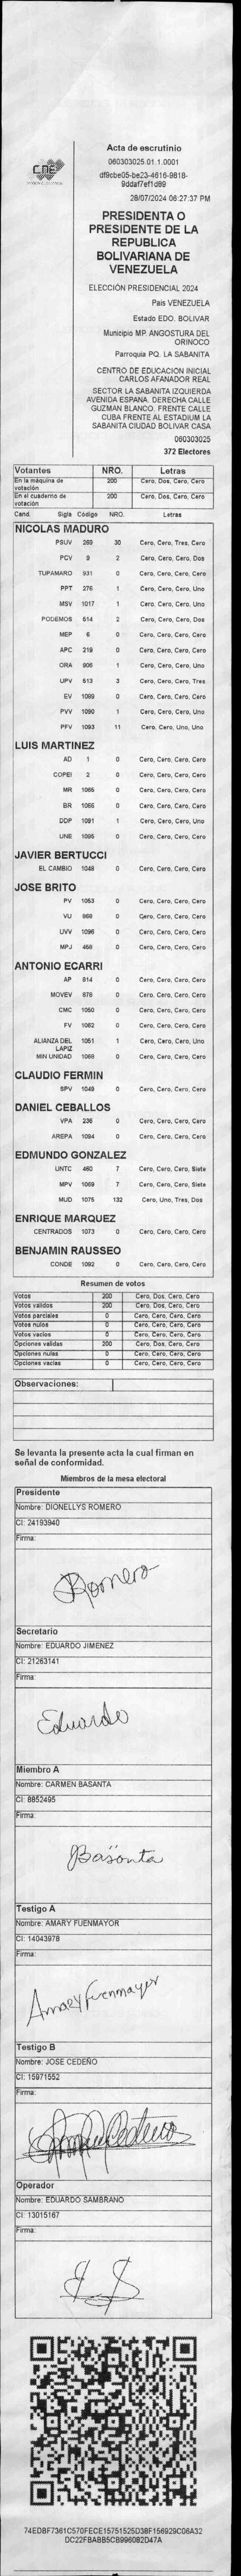 CNE
Acta de escrutinio
060303025.01.1.0001
df9cbe05-be23-4616-9818-
9ddaf7ef1d89
28/07/2024 06:27:37 PM
PRESIDENTA O
PRESIDENTE DE LA
REPUBLICA
BOLIVARIANA DE
VENEZUELA
ELECCIÓN PRESIDENCIAL 2024
Pais VENEZUELA
Estado EDO. BOLIVAR
Municipio MP. ANGOSTURA DEL
ORINOCO
Parroquia PQ. LA SABANITA
CENTRO DE EDUCACION INICIAL
CARLOS AFANADOR REAL
SECTOR LA SABANITA IZQUIERDA
AVENIDA ESPANA. DERECHA CALLE
GUZMAN BLANCO. FRENTE CALLE
CUBA FRENTE AL ESTADIUM LA
SABANITA CIUDAD BOLIVAR CASA
060303025
372 Electores
Votantes NRO. Letras
En la máquina de votación 200 Cero, Dos, Cero, Cero
En el cuaderno de votación 200 Cero, Dos, Cero, Cero
Cand. Sigla Código NRO. Letras
NICOLAS MADURO
PSUV 269 30 Cero, Cero, Tres, Cero
PCV 9 2 Cero, Cero, Cero, Dos
TUPAMARO 931 0 Cero, Cero, Cero, Cero
PPT 276 1 Cero, Cero, Cero, Uno
MSV 1017 1 Cero, Cero, Cero, Uno
PODEMOS 514 2 Cero, Cero, Cero, Dos
MEP 6 0 Cero, Cero, Cero, Cero
APC 219 0 Cero, Cero, Cero, Cero
ORA 906 1 Cero, Cero, Cero, Uno
UPV 513 3 Cero, Cero, Cero, Tres
EV 1089 0 Cero, Cero, Cero, Cero
PVV 1090 1 Cero, Cero, Cero, Uno
PFV 1093 11 Cero, Cero, Uno, Uno
LUIS MARTINEZ
AD 1 0 Cero, Cero, Cero, Cero
COPEI 2 0 Cero, Cero, Cero, Cero
MR 1065 0 Cero, Cero, Cero, Cero
BR 1066 0 Cero, Cero, Cero, Cero
DDP 1091 1 Cero, Cero, Cero, Uno
UNE 1095 0 Cero, Cero, Cero, Cero
JAVIER BERTUCCI
EL CAMBIO 1048 0 Cero, Cero, Cero, Cero
JOSE BRITO
PV 1053 0 Cero, Cero, Cero, Cero
VU 868 0 Cero, Cero, Cero, Cero
UVV 1096 0 Cero, Cero, Cero, Cero
MPJ 458 0 Cero, Cero, Cero, Cero
ANTONIO ECARRI
AP 814 0 Cero, Cero, Cero, Cero
MOVEV 878 0 Cero, Cero, Cero, Cero
CMC 1050 0 Cero, Cero, Cero, Cero
FV 1082 0 Cero, Cero, Cero, Cero
ALIANZA DEL LAPIZ 1051 1 Cero, Cero, Cero, Uno
MIN UNIDAD 1068 0 Cero, Cero, Cero, Cero
CLAUDIO FERMIN
SPV 1049 0 Cero, Cero, Cero, Cero
DANIEL CEBALLOS
VPA 236 0 Cero, Cero, Cero, Cero
AREPA 1094 0 Cero, Cero, Cero, Cero
EDMUNDO GONZALEZ
UNTC 460 7 Cero, Cero, Cero, Siete
MPV 1069 7 Cero, Cero, Cero, Siete
MUD 1075 132 Cero, Uno, Tres, Dos
ENRIQUE MARQUEZ
CENTRADOS 1073 0 Cero, Cero, Cero, Cero
BENJAMIN RAUSSEO
CONDE 1092 0 Cero, Cero, Cero, Cero
Resumen de votos
Votos 200 Cero, Dos, Cero, Cero
Votos válidos 200 Cero, Dos, Cero, Cero
Votos parciales 0 Cero, Cero, Cero, Cero
Votos nulos 0 Cero, Cero, Cero, Cero
Votos vacíos 0 Cero, Cero, Cero, Cero
Opciones validas 200 Cero, Dos, Cero, Cero
Opciones nulas 0 Cero, Cero, Cero, Cero
Opciones vacías 0 Cero, Cero, Cero, Cero
Observaciones:
Se levanta la presente acta la cual firman en
señal de conformidad.
Miembros de la mesa electoral
Presidente
Nombre: DIONELLYS ROMERO
CI: 24193940
Firma:
Romero
Secretario
Nombre: EDUARDO JIMENEZ
CI: 21263141
Firma:
Eduardo
Miembro A
Nombre: CARMEN BASANTA
CI: 8852495
Firma:
Basanta
Testigo A
Nombre: AMARY FUENMAYOR
CI: 14043978
Firma:
Amary Fuenmayor
Testigo B
Nombre: JOSE CEDEÑO
CI: 15971552
Firma:
Operador
Nombre: EDUARDO SAMBRANO
CI: 13015167
Firma:
74EDBF7361C570FECE15751525D3BF156929C06A32
DC22FBABB5CB996082D47A